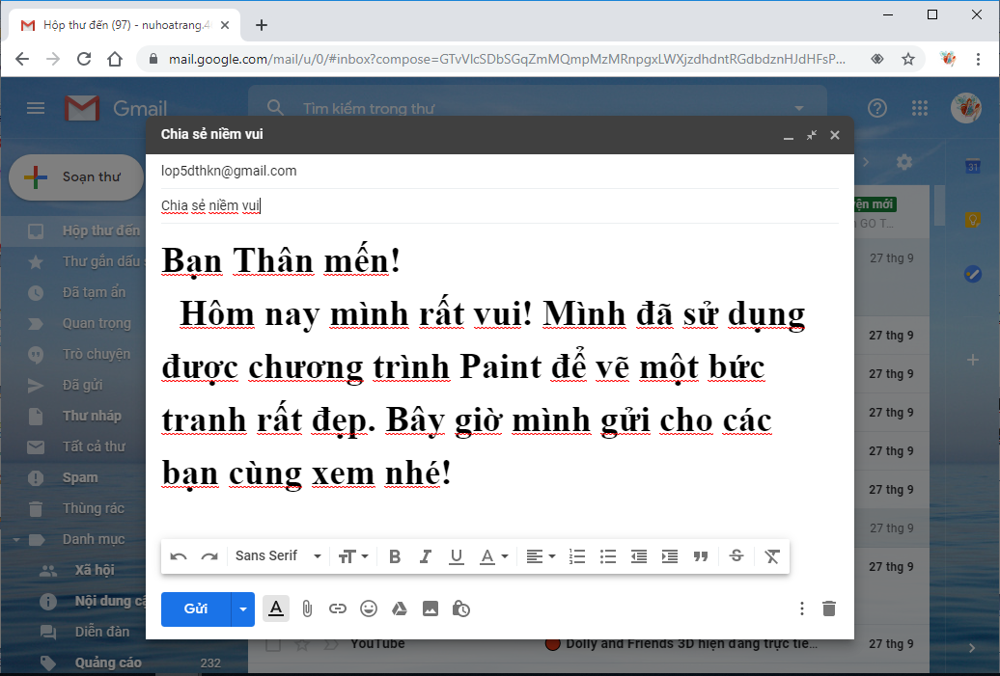 Hộp thư đến (97) - nuhoatrang.4
mail.google.com/mail/u/0/#inbox?compose=GTvVlcSDbSGqZmMQmpMzMRnpgxLWXjzdhdntRGdbdznHJdHFsP...
Gmail
Tìm kiếm trong thư
Chia sẻ niềm vui
lop5dthkn@gmail.com
Chia sẻ niềm vui
Bạn Thân mến!
Hôm nay mình rất vui! Mình đã sử dụng
được chương trình Paint để vẽ một bức
tranh rất đẹp. Bây giờ mình gửi cho các
bạn cùng xem nhé!
Sans Serif
Gửi
Soạn thư
Hộp thư đến
Thư gắn dấu
Đã tạm ẩn
Quan trọng
Trò chuyện
Đã gửi
Thư nháp
Tất cả thư
Spam
Thùng rác
Danh mục
Xã hội
Nội dung cậ
Diễn đàn
Quảng cáo 232
31
yện mới
GO T...
27 thg 9
27 thg 9
27 thg 9
27 thg 9
27 thg 9
27 thg 9
27 thg 9
27 thg 9
YouTube Dolly and Friends 3D hiện đang trực tiế... 27 thg 9